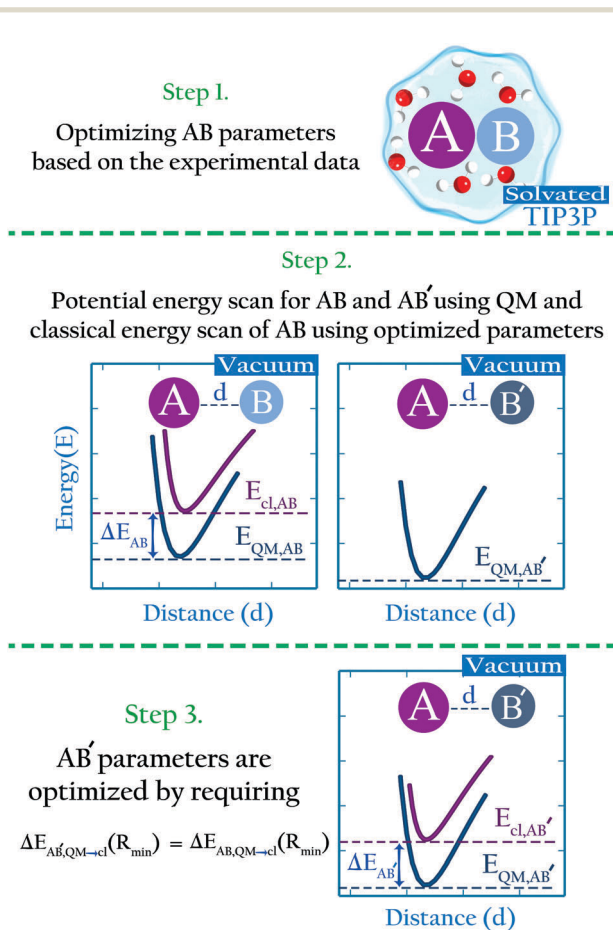 Step 1.
Optimizing AB parameters
based on the experimental data
A B
Solvated
TIP3P
Step 2.
Potential energy scan for AB and AB′ using QM and
classical energy scan of AB using optimized parameters
Vacuum
A d B
Energy(E)
E_cl,AB
ΔE_AB
E_QM,AB
Distance (d)
Vacuum
A d B′
E_QM,AB′
Distance (d)
Step 3.
AB′ parameters are
optimized by requiring
ΔE_AB′,QM→cl(R_min) = ΔE_AB,QM→cl(R_min)
Vacuum
A d B′
E_cl,AB′
ΔE_AB′
E_QM,AB′
Distance (d)